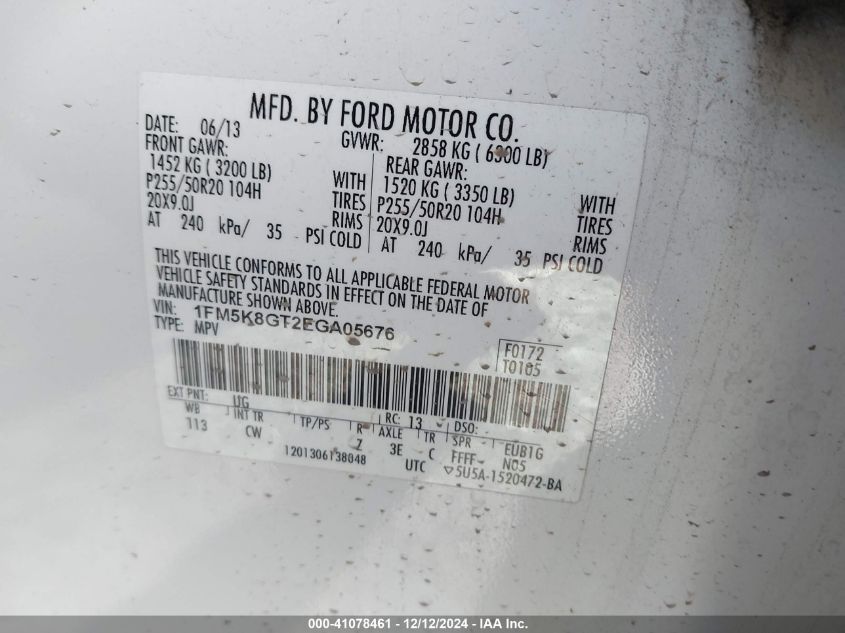 MFD. BY FORD MOTOR CO.
DATE: 06/13 GVWR: 2858 KG ( 6300 LB)
FRONT GAWR: REAR GAWR:
1452 KG ( 3200 LB) WITH 1520 KG ( 3350 LB) WITH
P255/50R20 104H TIRES P255/50R20 104H TIRES
20X9.0J RIMS 20X9.0J RIMS
AT 240 kPa/ 35 PSI COLD AT 240 kPa/ 35 PSI COLD
THIS VEHICLE CONFORMS TO ALL APPLICABLE FEDERAL MOTOR
VEHICLE SAFETY STANDARDS IN EFFECT ON THE DATE OF
MANUFACTURE SHOWN ABOVE.
VIN: 1FM5K8GT2EGA05676
TYPE: MPV
F0172
T0105
EXT PNT: UG RC: 13 DSO:
WB INT TR TP/PS R AXLE TR SPR EUB1G
113 CW Z 3E C FFFF N05
1201306138048 UTC ▽5U5A-1520472-BA
000-41078461 - 12/12/2024 - IAA Inc.